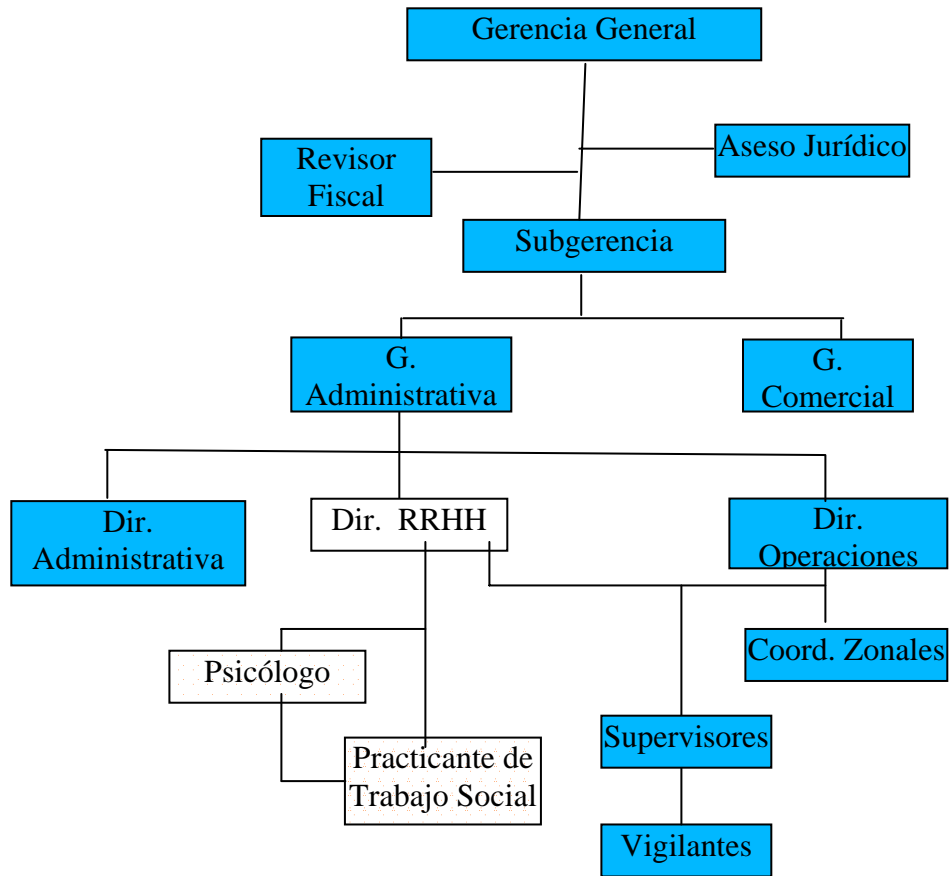 Gerencia General
Aseso Jurídico
Revisor
Fiscal
Subgerencia
G.
Administrativa
G.
Comercial
Dir.
Administrativa
Dir. RRHH
Dir.
Operaciones
Psicólogo
Coord. Zonales
Practicante de
Trabajo Social
Supervisores
Vigilantes